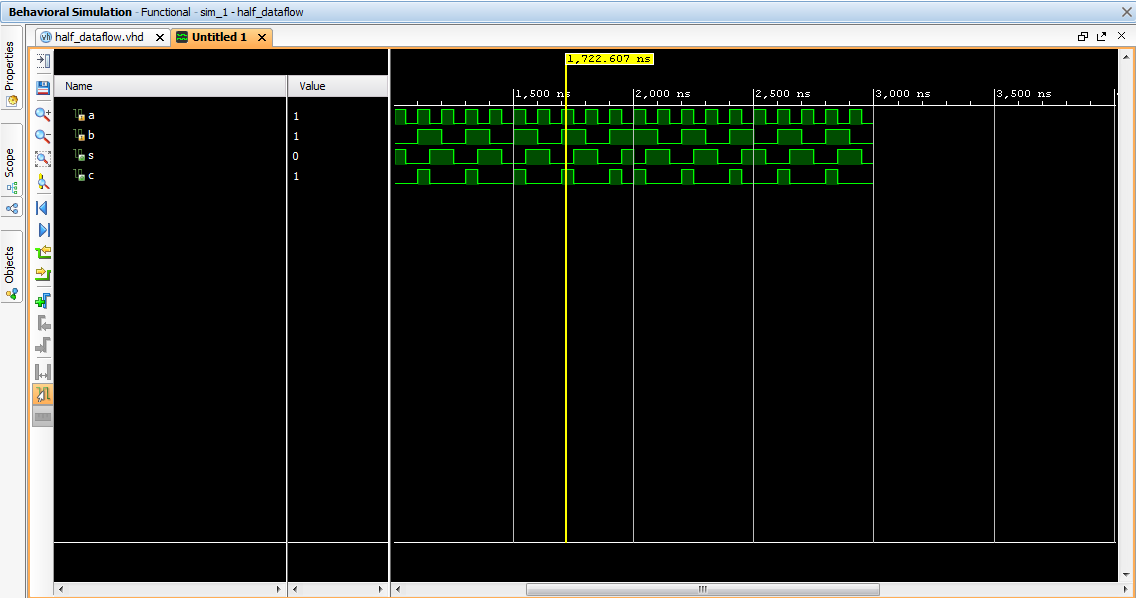 Behavioral Simulation - Functional - sim_1 - half_dataflow
Properties
Scope
Objects
half_dataflow.vhd
Untitled 1
Name Value
a 1
b 1
s 0
c 1
1,722.607 ns
1,500 ns 2,000 ns 2,500 ns 3,000 ns 3,500 ns